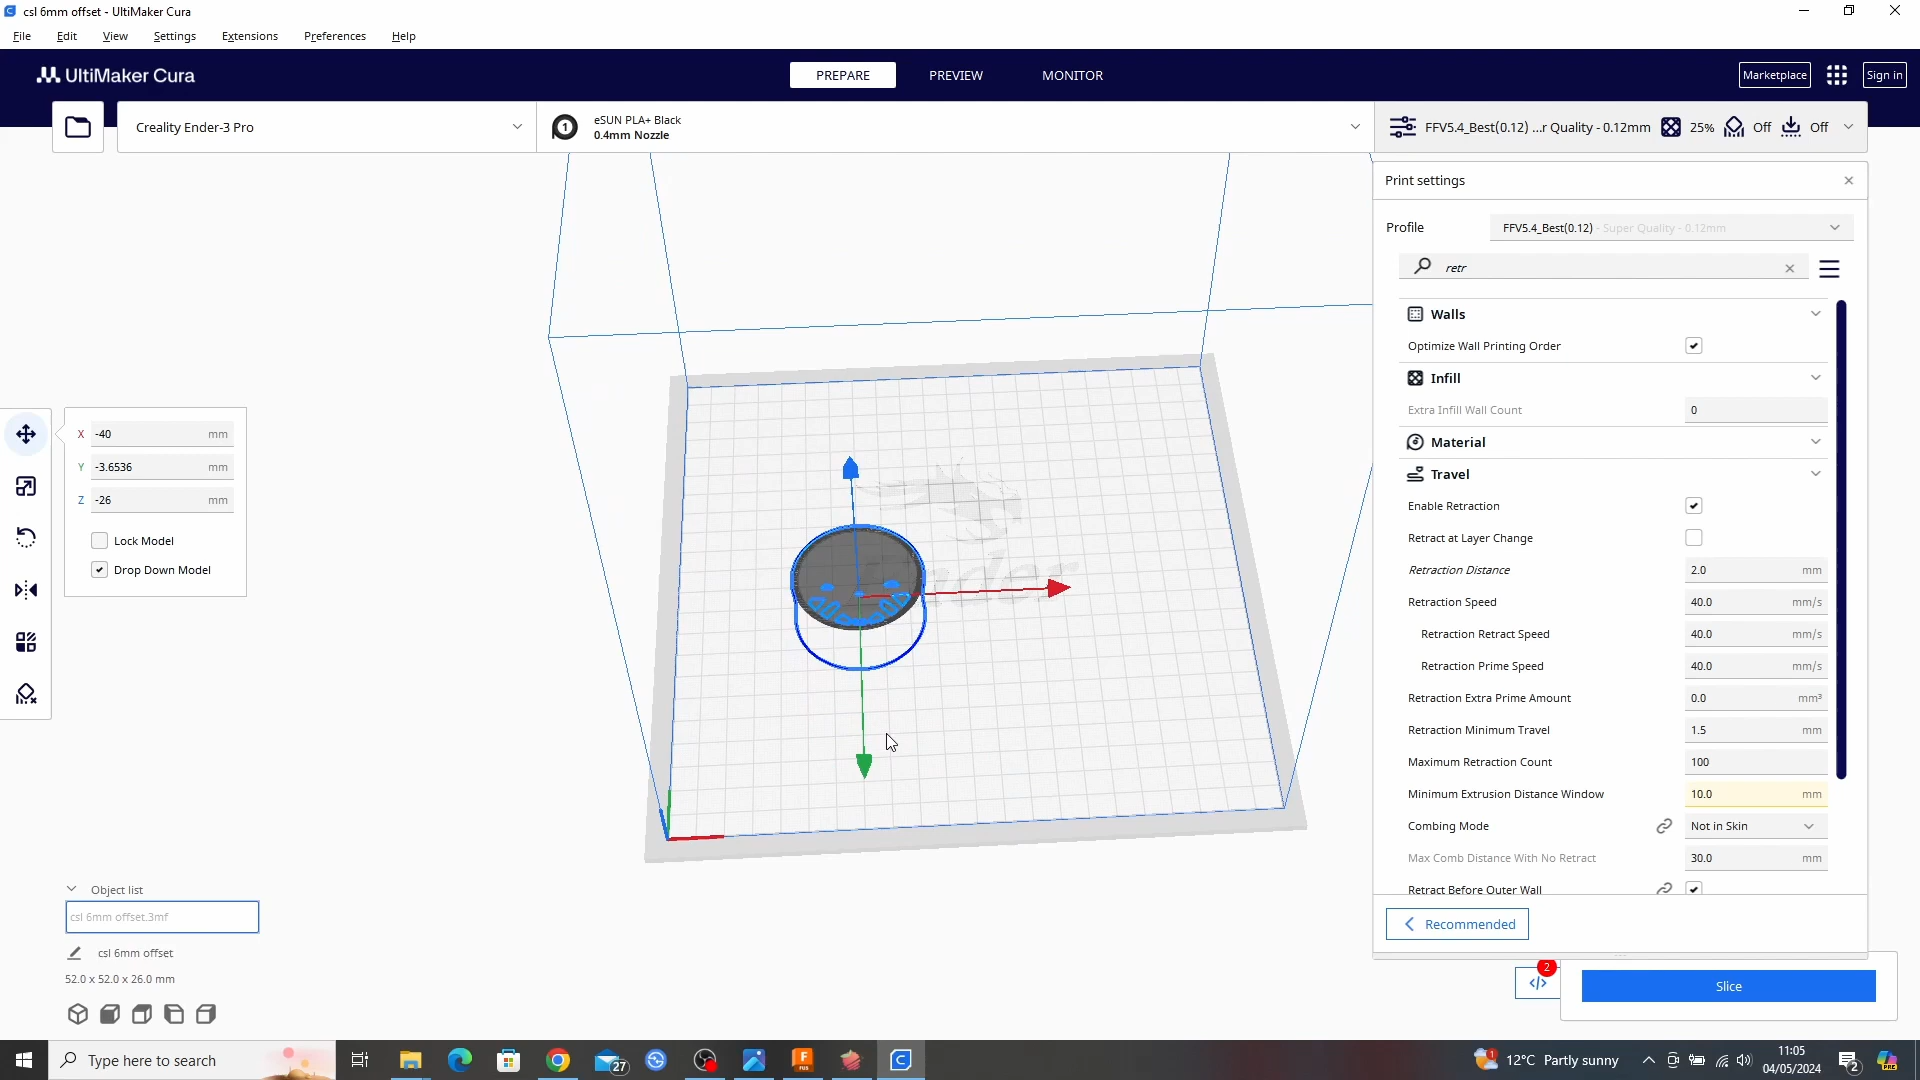 csl 6mm offset - UltiMaker Cura
File Edit View Settings Extensions Preferences Help
UltiMaker Cura
PREPARE PREVIEW MONITOR
Marketplace Sign in
Creality Ender-3 Pro
1 eSUN PLA+ Black
0.4mm Nozzle
FFV5.4_Best(0.12) ...r Quality - 0.12mm 25% Off Off
Print settings
Profile FFV5.4_Best(0.12) - Super Quality - 0.12mm
retr
Walls
Optimize Wall Printing Order
Infill
Extra Infill Wall Count 0
Material
Travel
Enable Retraction
Retract at Layer Change
Retraction Distance 2.0 mm
Retraction Speed 40.0 mm/s
Retraction Retract Speed 40.0 mm/s
Retraction Prime Speed 40.0 mm/s
Retraction Extra Prime Amount 0.0 mm³
Retraction Minimum Travel 1.5 mm
Maximum Retraction Count 100
Minimum Extrusion Distance Window 10.0 mm
Combing Mode Not in Skin
Max Comb Distance With No Retract 30.0 mm
Retract Before Outer Wall
Recommended
2
Slice
X -40 mm
Y -3.6536 mm
Z -26 mm
Lock Model
Drop Down Model
Object list
csl 6mm offset.3mf
csl 6mm offset
52.0 x 52.0 x 26.0 mm
Type here to search
27
12°C Partly sunny
11:05
04/05/2024
2